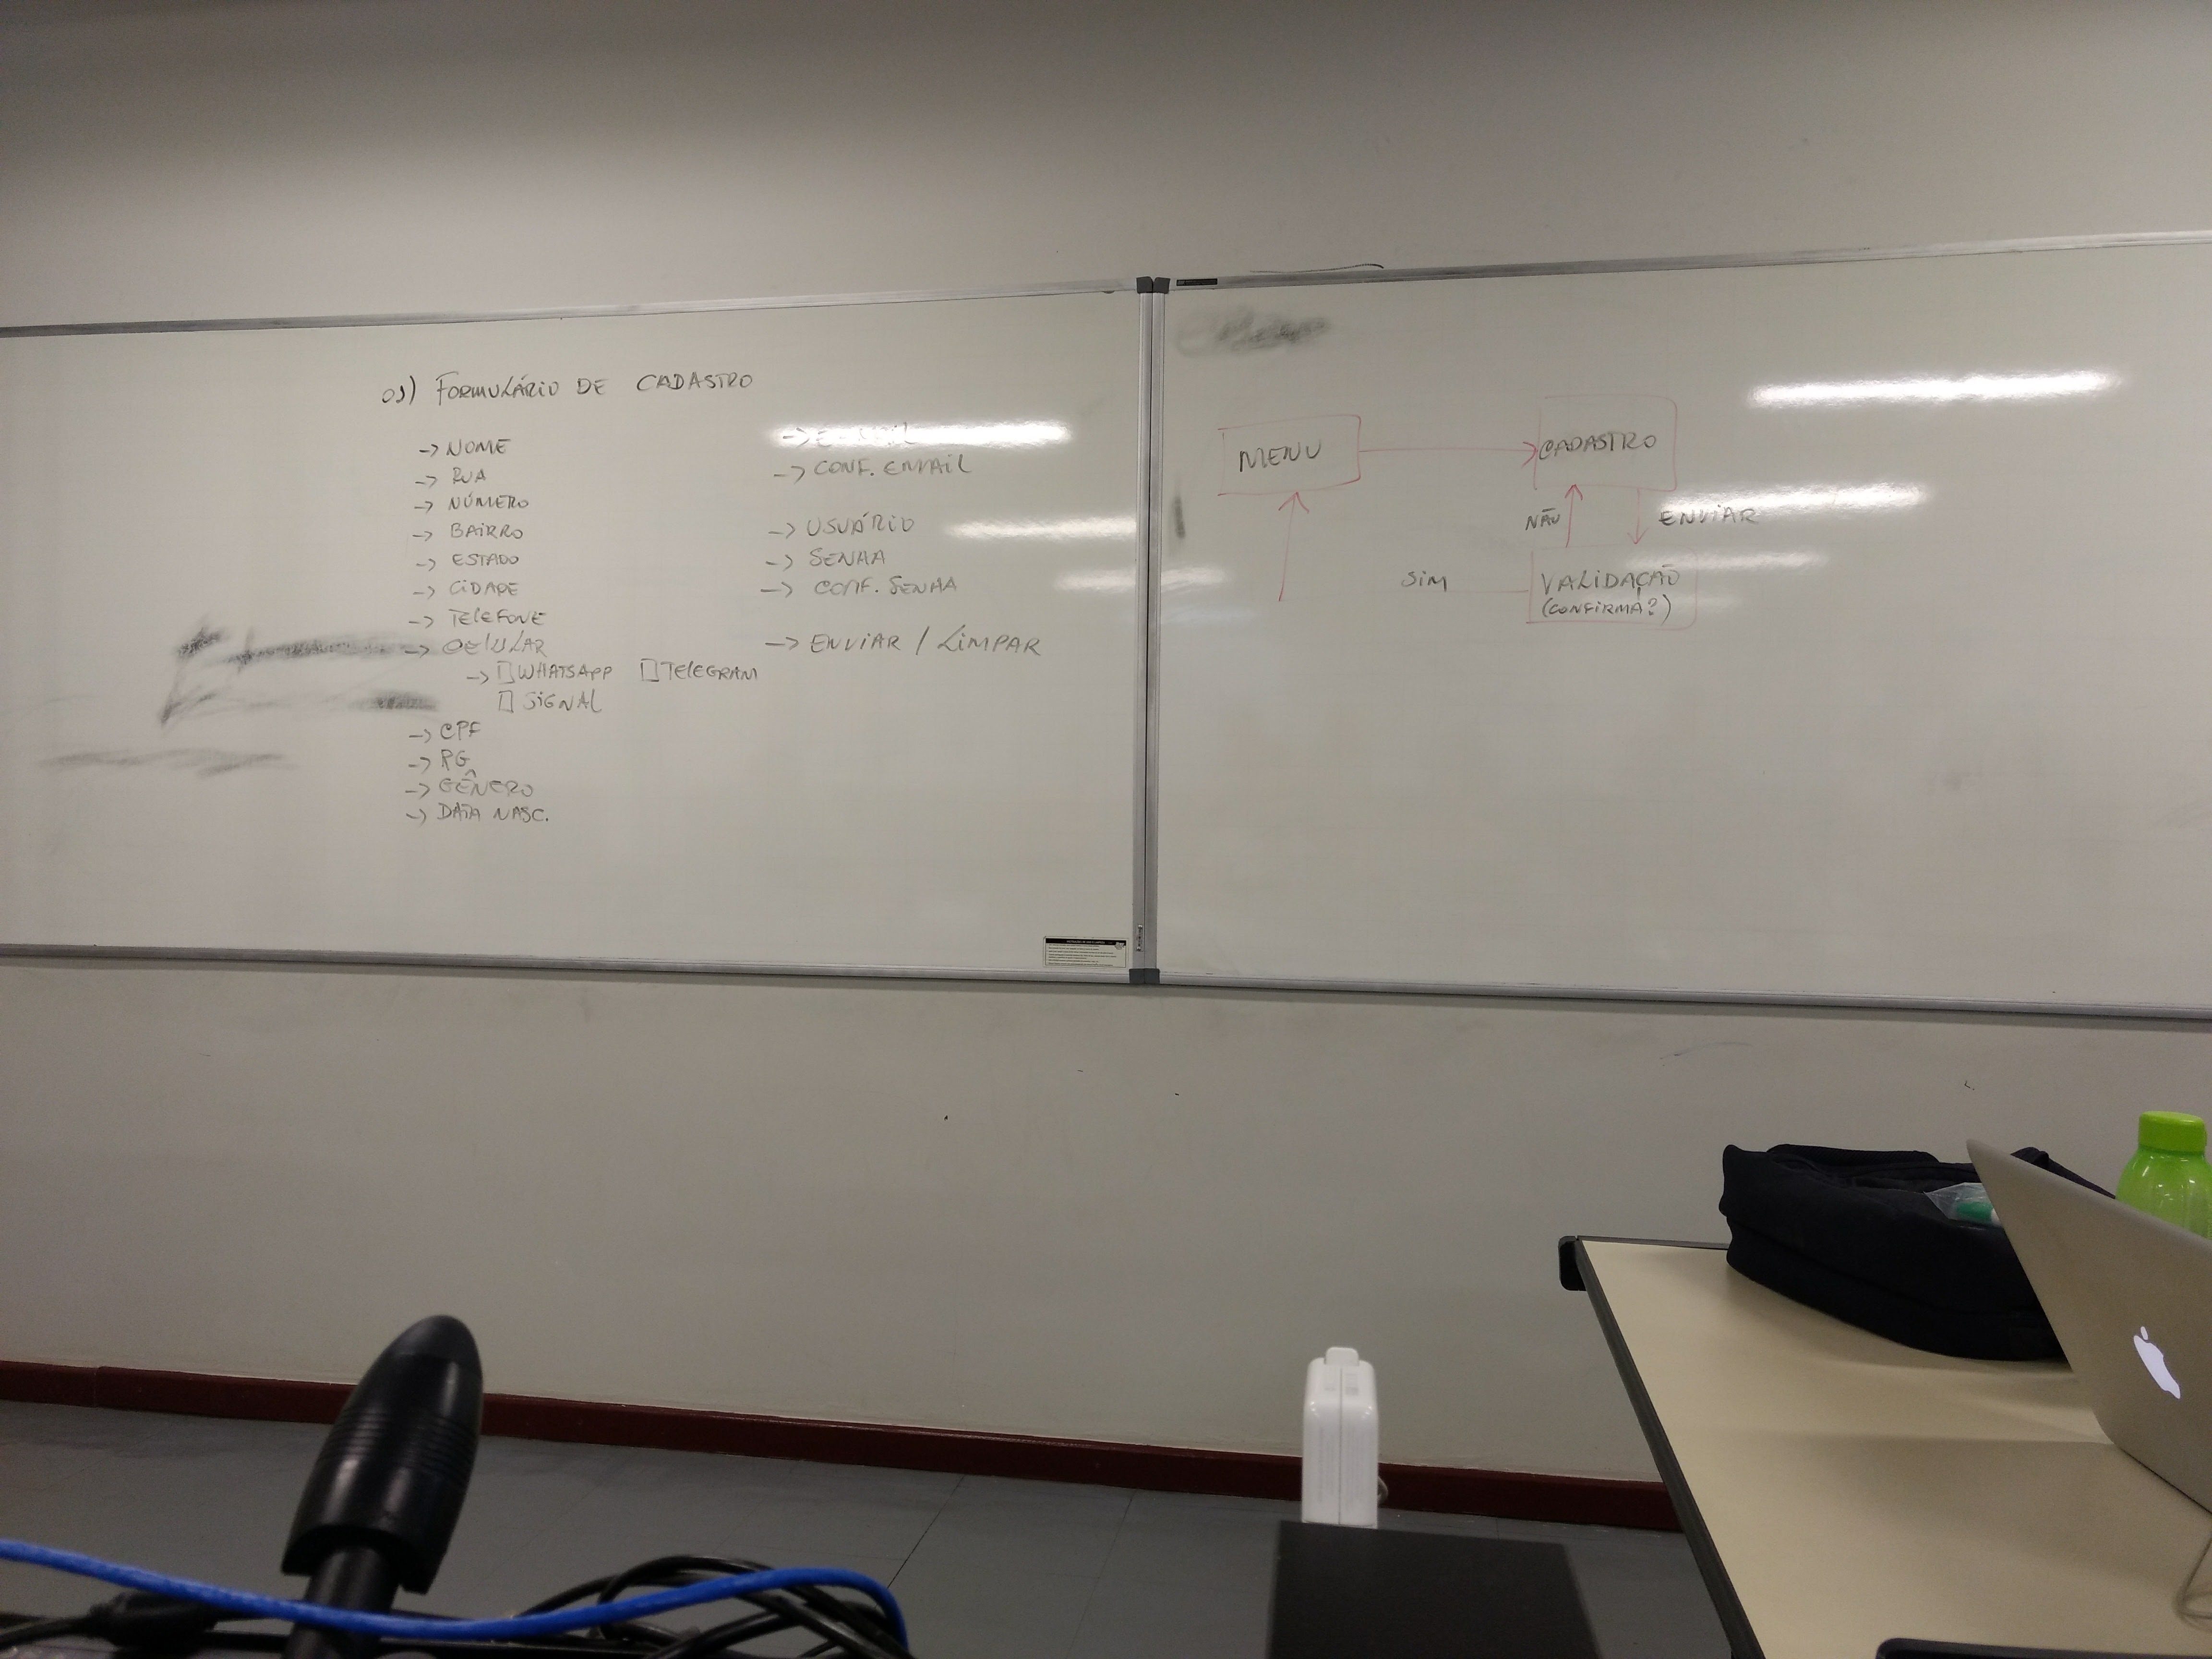 01) FORMULÁRIO DE CADASTRO
-> NOME
-> RUA
-> NÚMERO
-> BAIRRO
-> ESTADO
-> CIDADE
-> TELEFONE
-> CELULAR
-> □ WHATSAPP □ TELEGRAM
□ SIGNAL
-> CPF
-> RG
-> GÊNERO
-> DATA NASC.
-> E-MAIL
-> CONF. EMAIL
-> USUÁRIO
-> SENHA
-> CONF. SENHA
-> ENVIAR / LIMPAR
MENU
CADASTRO
NÃO
ENVIAR
SIM
VALIDAÇÃO
(CONFIRMA?)